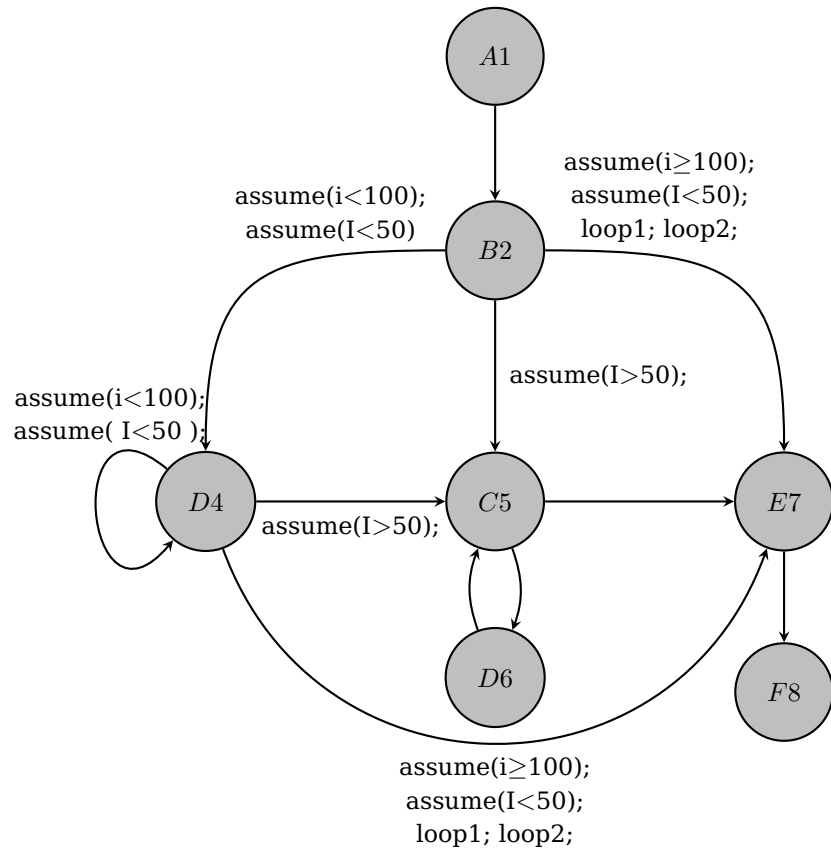 A1
assume(i≥100);
assume(I<50);
loop1; loop2;
assume(i<100);
assume(I<50)
B2
assume(I>50);
assume(i<100);
assume( I<50 );
D4
C5
E7
assume(I>50);
D6
F8
assume(i≥100);
assume(I<50);
loop1; loop2;